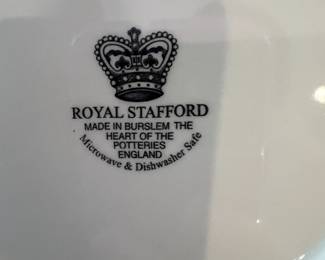 ROYAL STAFFORD
MADE IN BURSLEM THE
HEART OF THE
POTTERIES
ENGLAND
Microwave & Dishwasher Safe